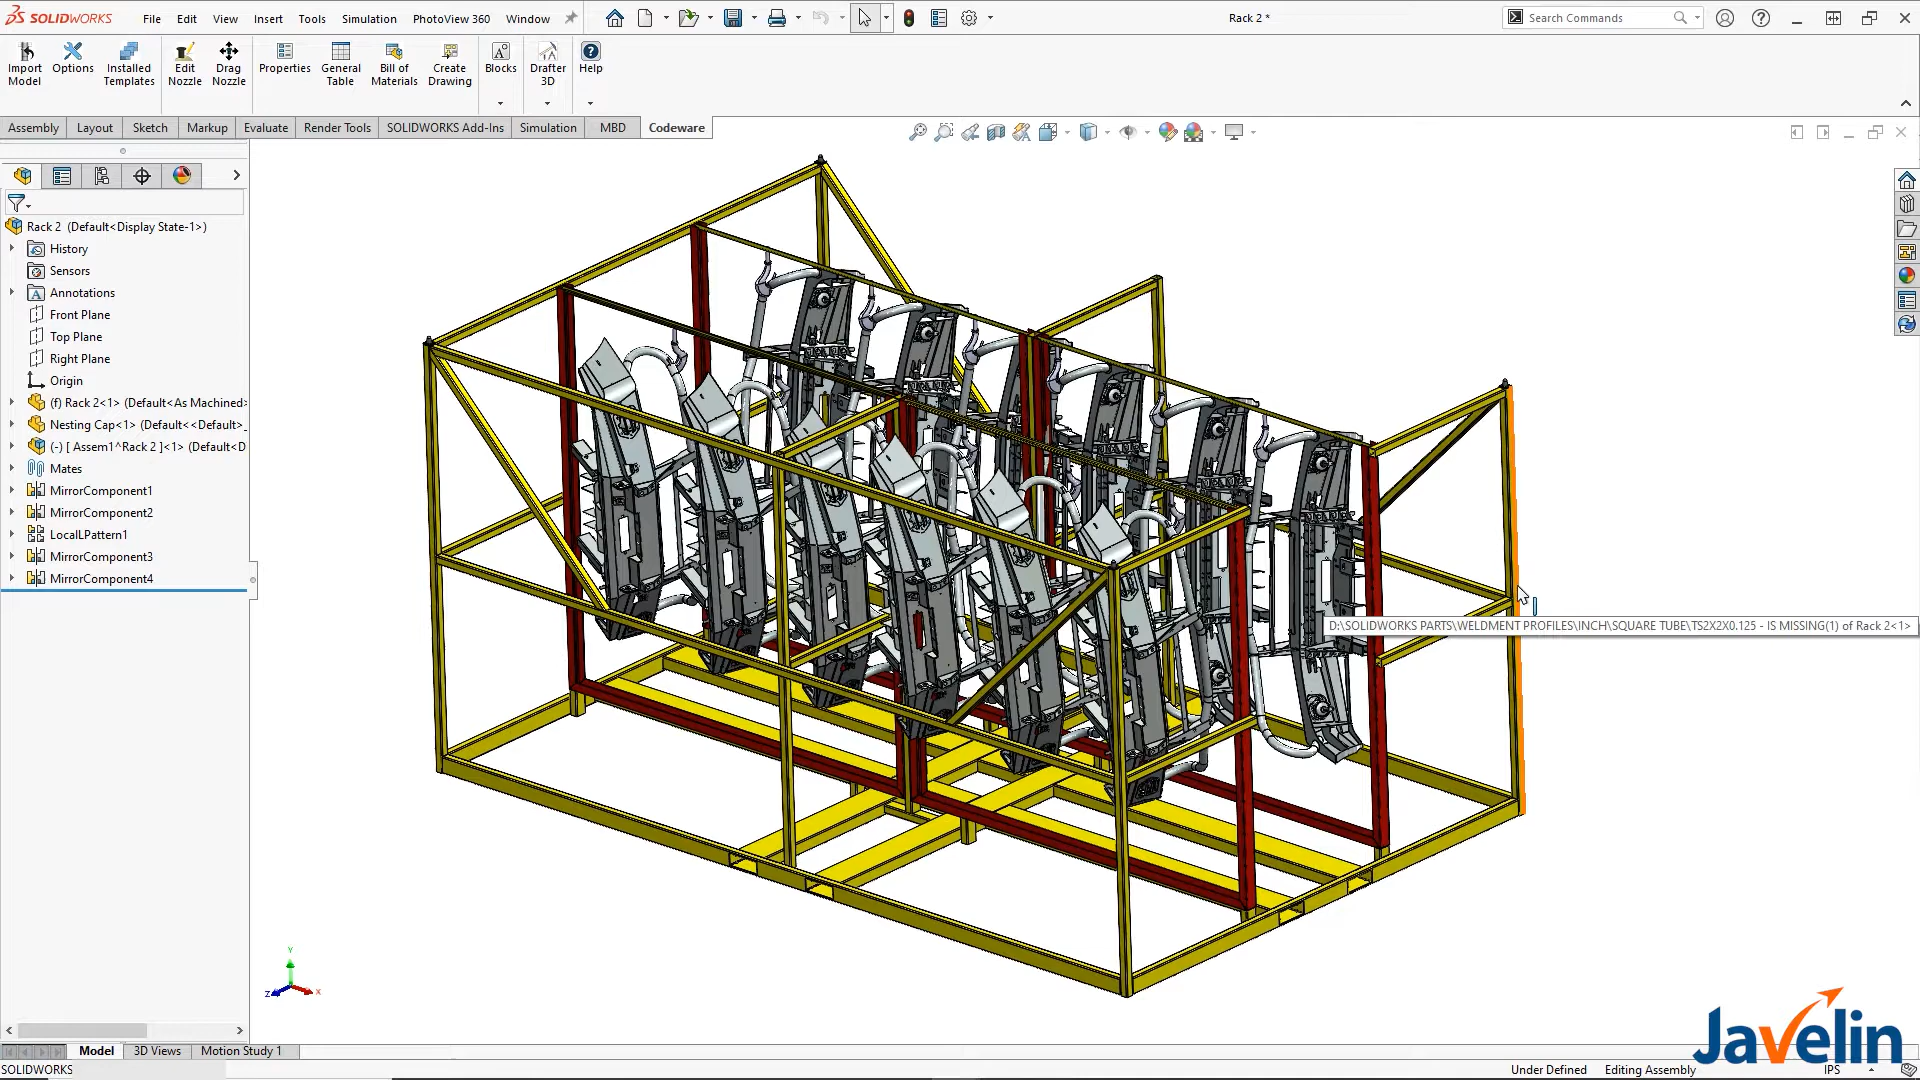 SOLIDWORKS File Edit View Insert Tools Simulation PhotoView 360 Window Rack 2 * Search Commands
Import Model
Options
Installed Templates
Edit Nozzle
Drag Nozzle
Properties
General Table
Bill of Materials
Create Drawing
Blocks
Drafter 3D
Help
Assembly Layout Sketch Markup Evaluate Render Tools SOLIDWORKS Add-Ins Simulation MBD Codeware
Rack 2 (Default<Display State-1>)
History
Sensors
Annotations
Front Plane
Top Plane
Right Plane
Origin
(f) Rack 2<1> (Default<As Machined>
Nesting Cap<1> (Default<<Default>_
(-) [ Assem1^Rack 2 ]<1> (Default<D
Mates
MirrorComponent1
MirrorComponent2
LocalLPattern1
MirrorComponent3
MirrorComponent4
D:\SOLIDWORKS PARTS\WELDMENT PROFILES\INCH\SQUARE TUBE\TS2X2X0.125 - IS MISSING(1) of Rack 2<1>
Y
Z X
Javelin
Model 3D Views Motion Study 1
SOLIDWORKS Under Defined Editing Assembly IPS